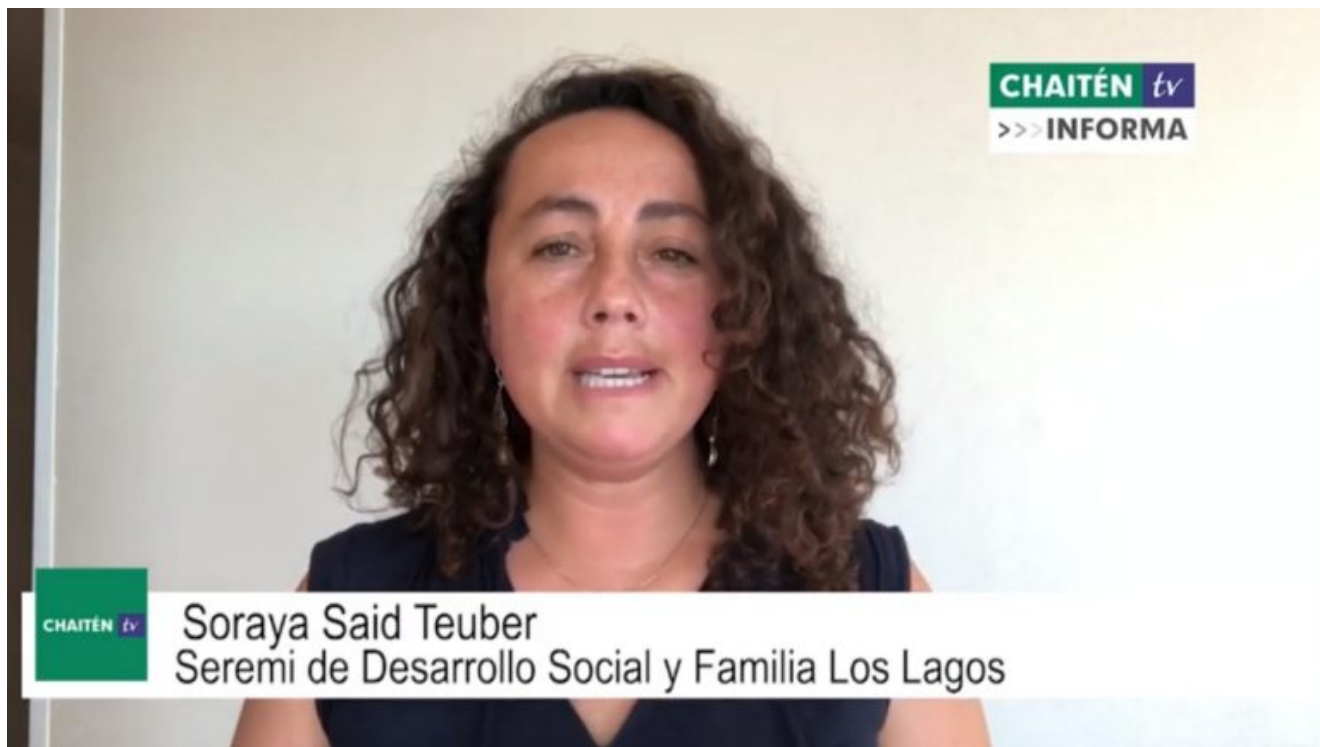 CHAITÉN tv
>>>INFORMA
CHAITÉN tv
Soraya Said Teuber
Seremi de Desarrollo Social y Familia Los Lagos